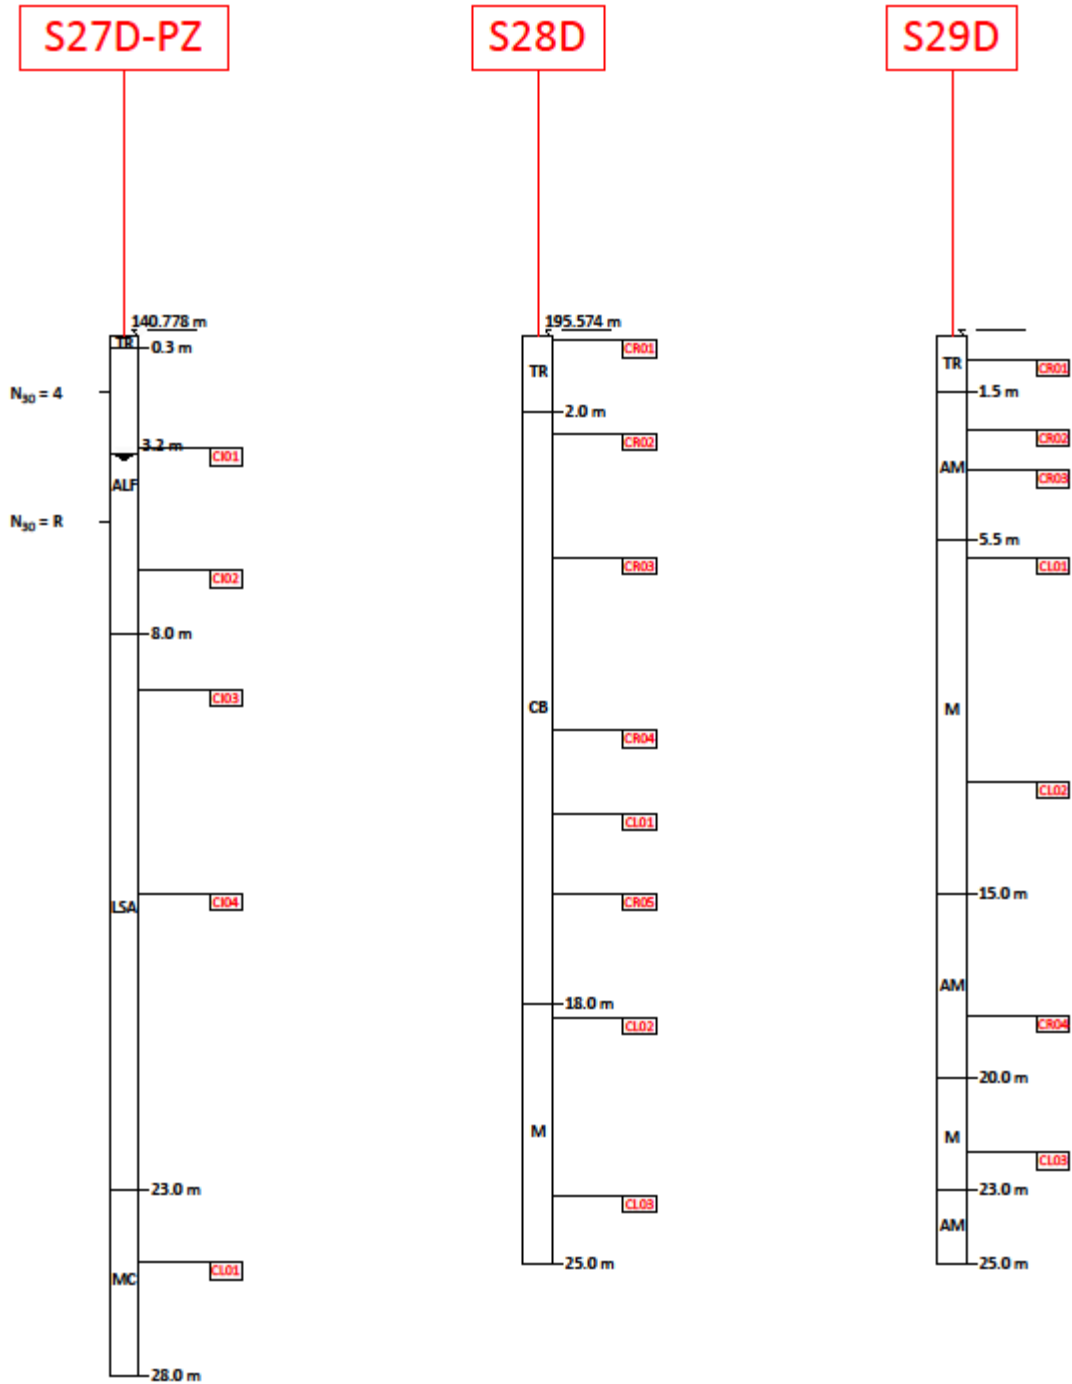 S27D-PZ
140.778 m
TR
0.3 m
N30 = 4
3.2 m
CI01
ALF
N30 = R
CI02
8.0 m
CI03
CI04
LSA
23.0 m
CL01
MC
28.0 m
S28D
195.574 m
CR01
TR
2.0 m
CR02
CR03
CB
CR04
CL01
CR05
18.0 m
CL02
M
CL03
25.0 m
S29D
TR
CR01
1.5 m
CR02
AM
CR03
5.5 m
CL01
M
CL02
15.0 m
AM
CR04
20.0 m
M
CL03
23.0 m
AM
25.0 m